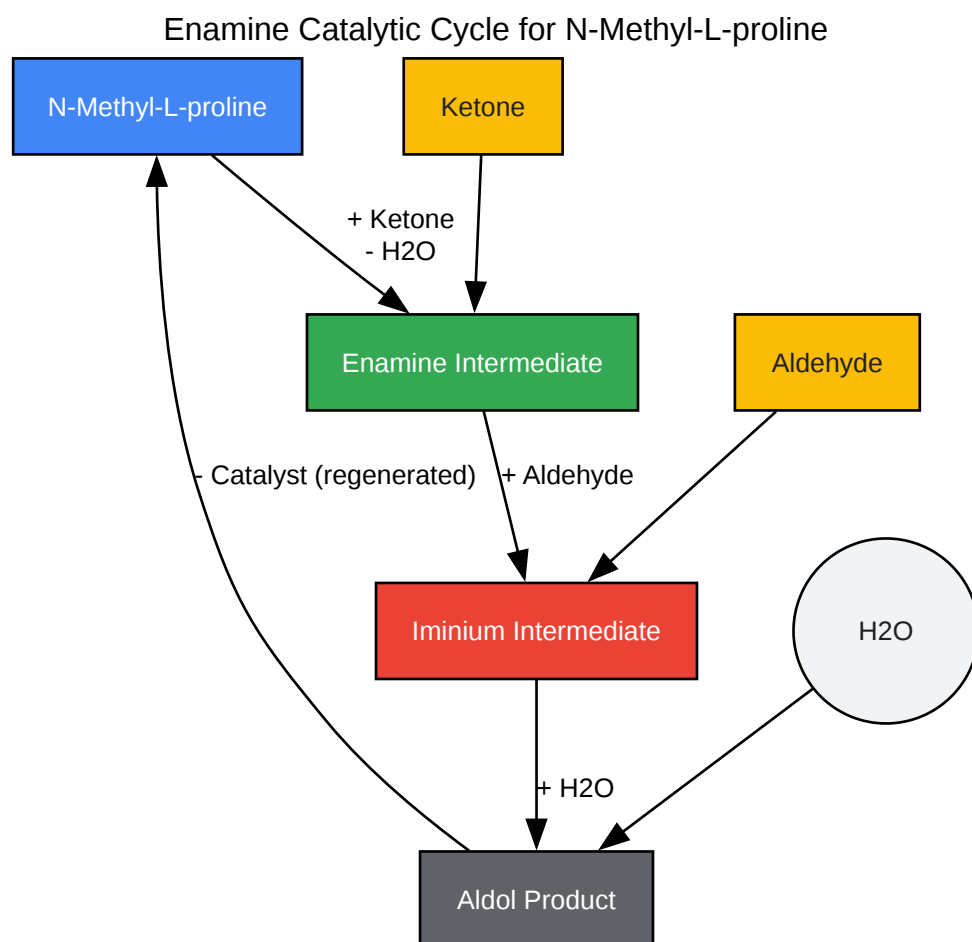 Enamine Catalytic Cycle for N-Methyl-L-proline
N-Methyl-L-proline
Ketone
+ Ketone
- H2O
Enamine Intermediate
Aldehyde
- Catalyst (regenerated)
+ Aldehyde
Iminium Intermediate
H2O
+ H2O
Aldol Product